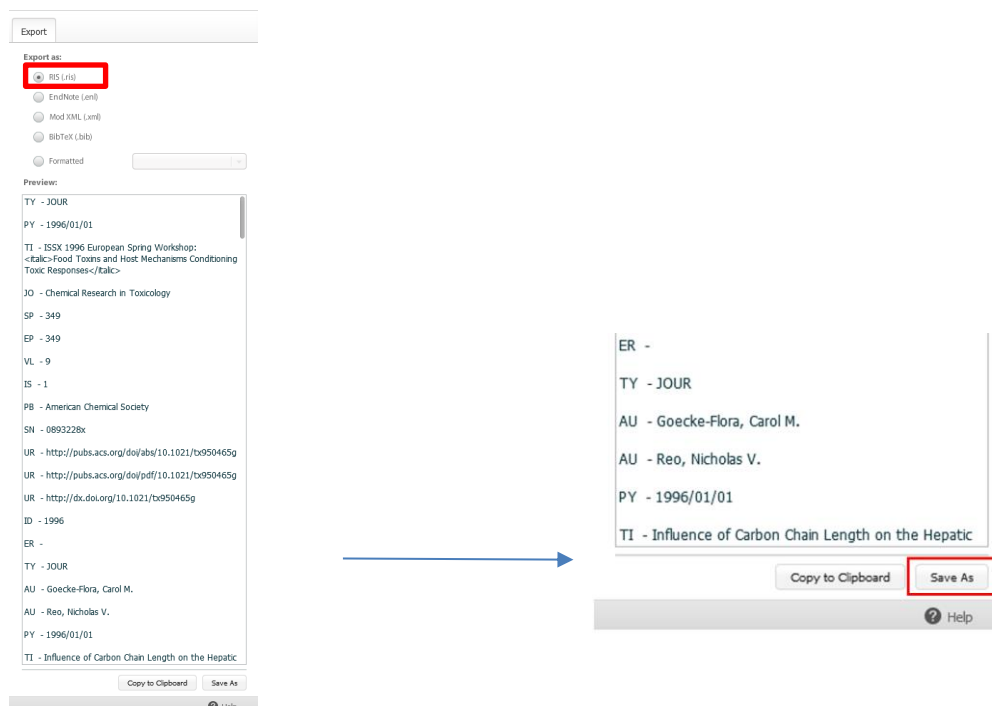 Export
Export as:
RIS (.ris)
EndNote (.enl)
Mod XML (.xml)
BibTeX (.bib)
Formatted
Preview:
TY - JOUR
PY - 1996/01/01
TI - ISSX 1996 European Spring Workshop:
<italic>Food Toxins and Host Mechanisms Conditioning
Toxic Responses</italic>
JO - Chemical Research in Toxicology
SP - 349
EP - 349
VL - 9
IS - 1
PB - American Chemical Society
SN - 0893228x
UR - http://pubs.acs.org/doi/abs/10.1021/tx950465g
UR - http://pubs.acs.org/doi/pdf/10.1021/tx950465g
UR - http://dx.doi.org/10.1021/tx950465g
ID - 1996
ER -
TY - JOUR
AU - Goecke-Flora, Carol M.
AU - Reo, Nicholas V.
PY - 1996/01/01
TI - Influence of Carbon Chain Length on the Hepatic
Copy to Clipboard Save As
Help
ER -
TY - JOUR
AU - Goecke-Flora, Carol M.
AU - Reo, Nicholas V.
PY - 1996/01/01
TI - Influence of Carbon Chain Length on the Hepatic
Copy to Clipboard Save As
Help